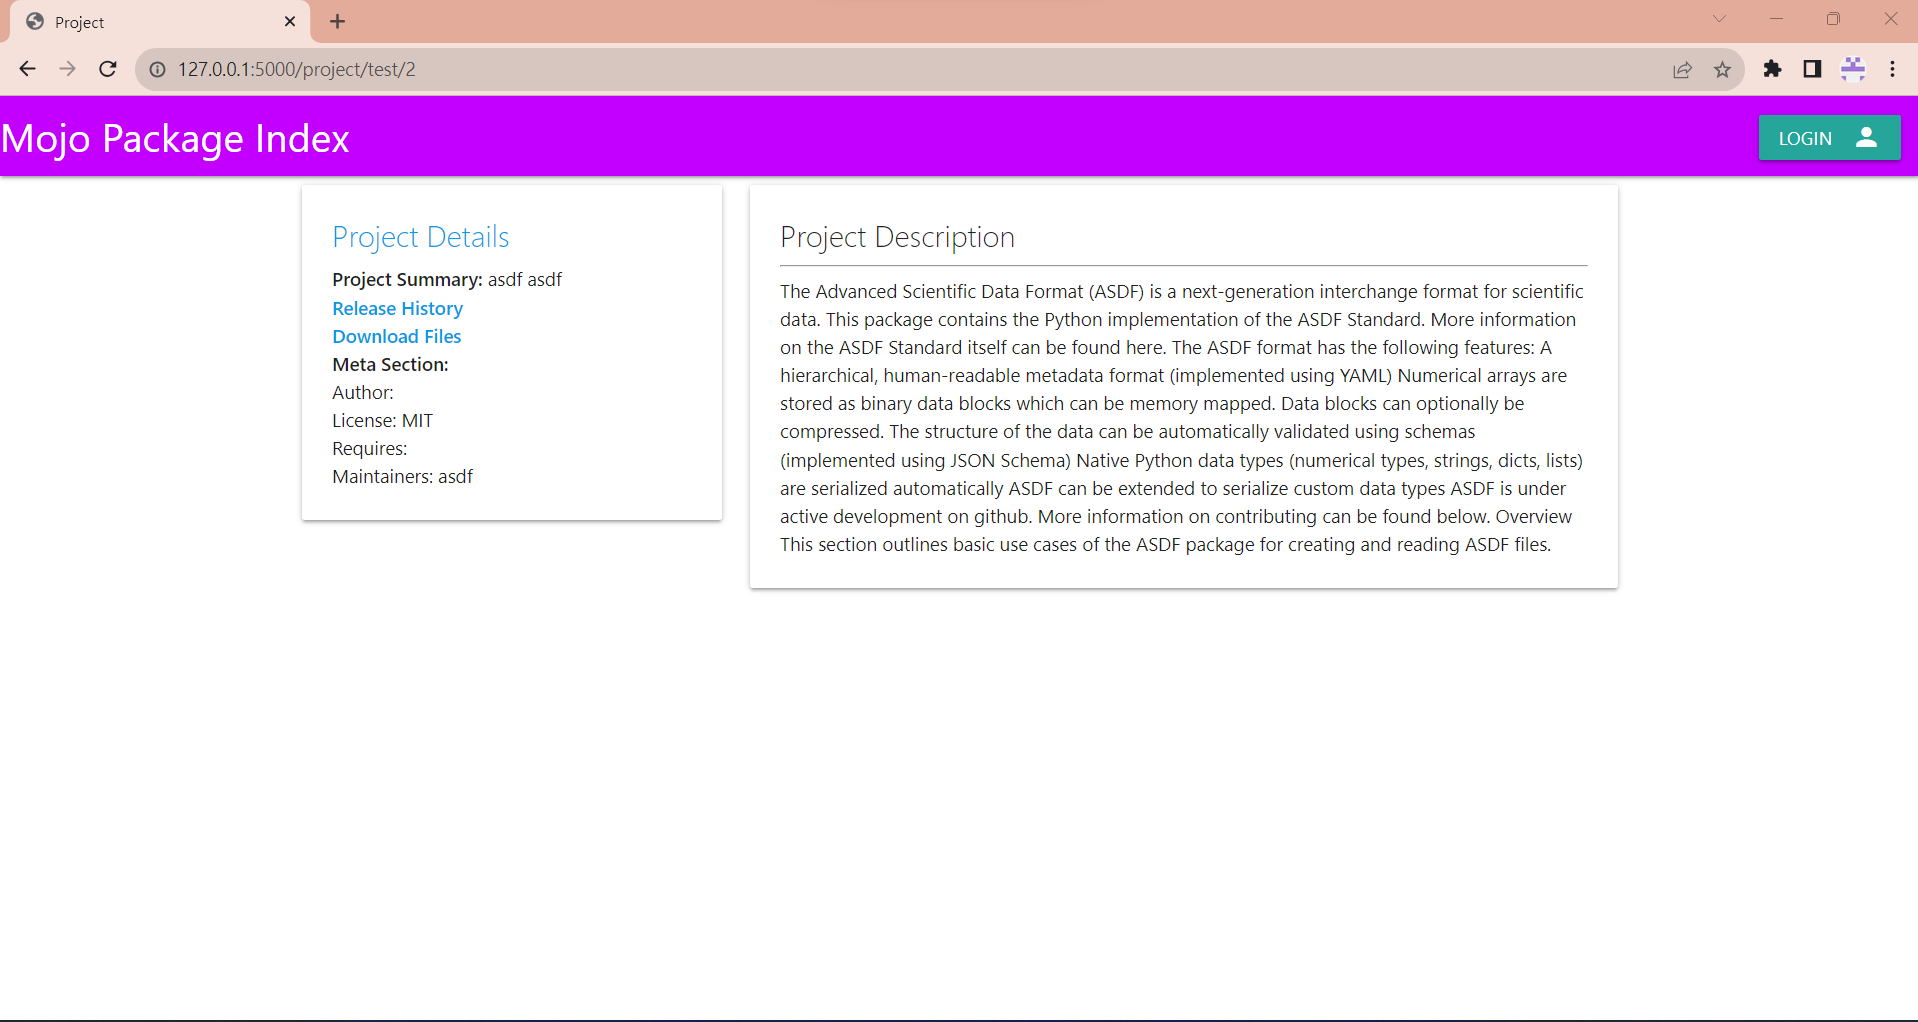 Project
127.0.0.1:5000/project/test/2
Mojo Package Index
LOGIN
Project Details
Project Summary: asdf asdf
Release History
Download Files
Meta Section:
Author:
License: MIT
Requires:
Maintainers: asdf
Project Description
The Advanced Scientific Data Format (ASDF) is a next-generation interchange format for scientific
data. This package contains the Python implementation of the ASDF Standard. More information
on the ASDF Standard itself can be found here. The ASDF format has the following features: A
hierarchical, human-readable metadata format (implemented using YAML) Numerical arrays are
stored as binary data blocks which can be memory mapped. Data blocks can optionally be
compressed. The structure of the data can be automatically validated using schemas
(implemented using JSON Schema) Native Python data types (numerical types, strings, dicts, lists)
are serialized automatically ASDF can be extended to serialize custom data types ASDF is under
active development on github. More information on contributing can be found below. Overview
This section outlines basic use cases of the ASDF package for creating and reading ASDF files.